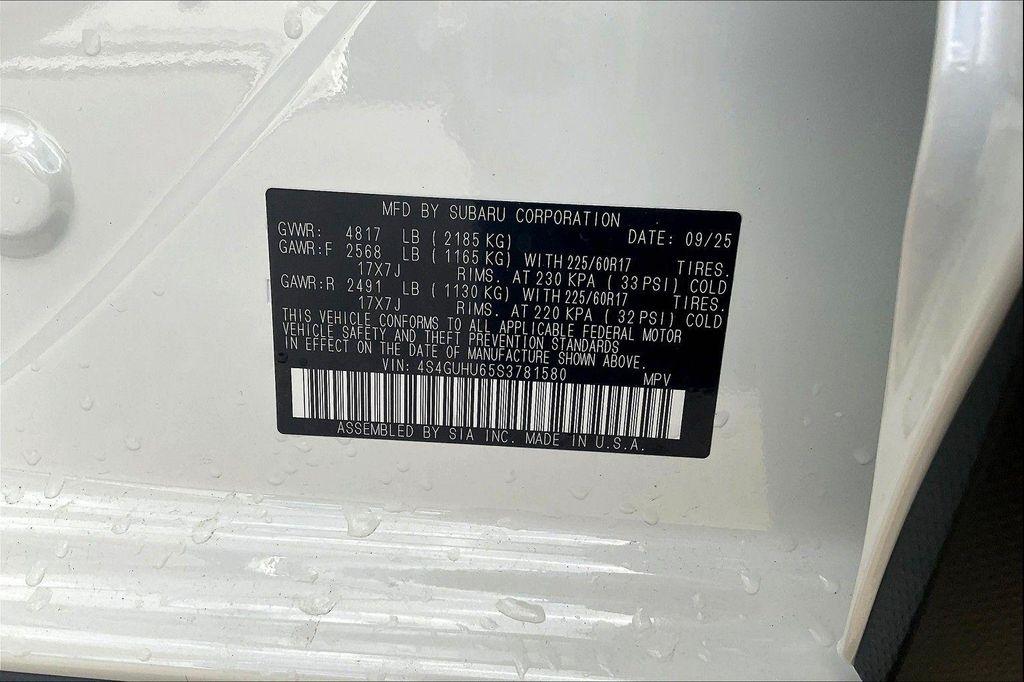 MFD BY SUBARU CORPORATION
GVWR: 4817 LB ( 2185 KG) DATE: 09/25
GAWR:F 2568 LB ( 1165 KG) WITH 225/60R17 TIRES.
17X7J RIMS. AT 230 KPA ( 33 PSI) COLD
GAWR:R 2491 LB ( 1130 KG) WITH 225/60R17 TIRES.
17X7J RIMS. AT 220 KPA ( 32 PSI) COLD
THIS VEHICLE CONFORMS TO ALL APPLICABLE FEDERAL MOTOR
VEHICLE SAFETY AND THEFT PREVENTION STANDARDS
IN EFFECT ON THE DATE OF MANUFACTURE SHOWN ABOVE.
VIN: 4S4GUHU65S3781580 MPV
ASSEMBLED BY SIA INC. MADE IN U.S.A.